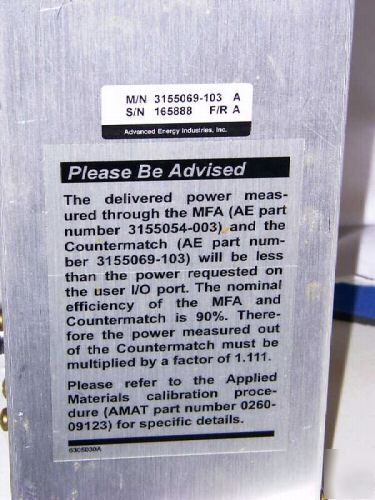 M/N 3155069-103 A
S/N 165888 F/R A
Advanced Energy Industries, Inc.
Please Be Advised
The delivered power meas-
ured through the MFA (AE part
number 3155054-003) and the
Countermatch (AE part num-
ber 3155069-103) will be less
than the power requested on
the user I/O port. The nominal
efficiency of the MFA and
Countermatch is 90%. There-
fore the power measured out
of the Countermatch must be
multiplied by a factor of 1.111.
Please refer to the Applied
Materials calibration proce-
dure (AMAT part number 0260-
09123) for specific details.
6305030A